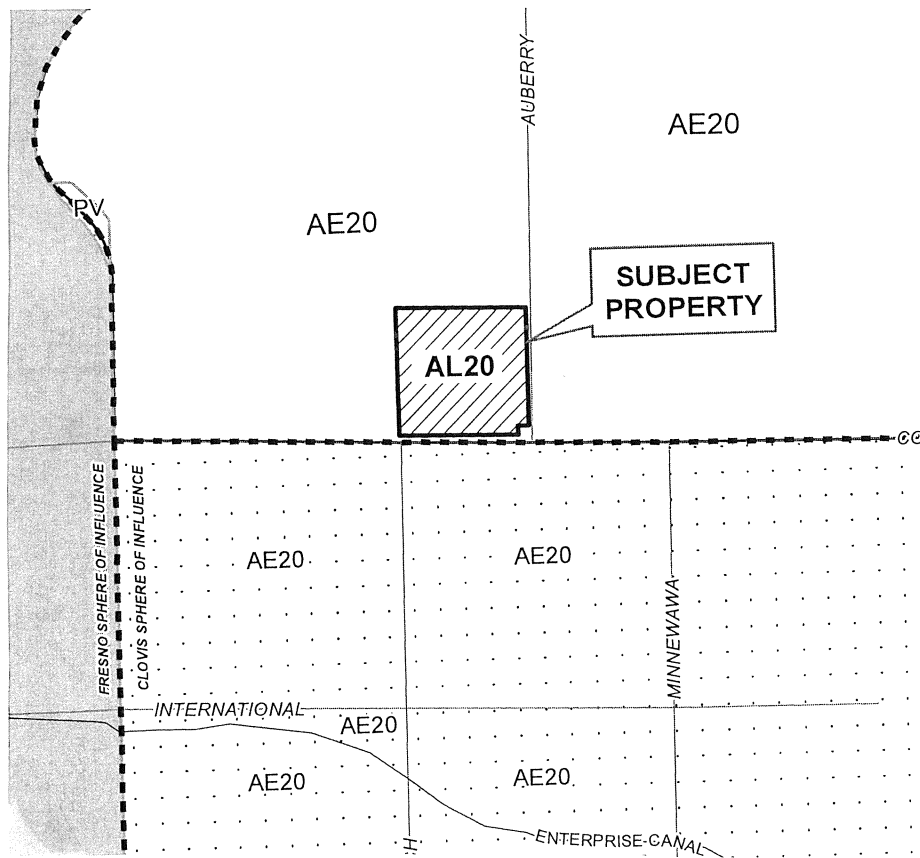 AUBERRY
AE20
PV
AE20
SUBJECT
PROPERTY
AL20
FRESNO SPHERE OF INFLUENCE
CLOVIS SPHERE OF INFLUENCE
AE20
AE20
MINNEWAWA
INTERNATIONAL
AE20
AE20
AE20
ENTERPRISE CANAL